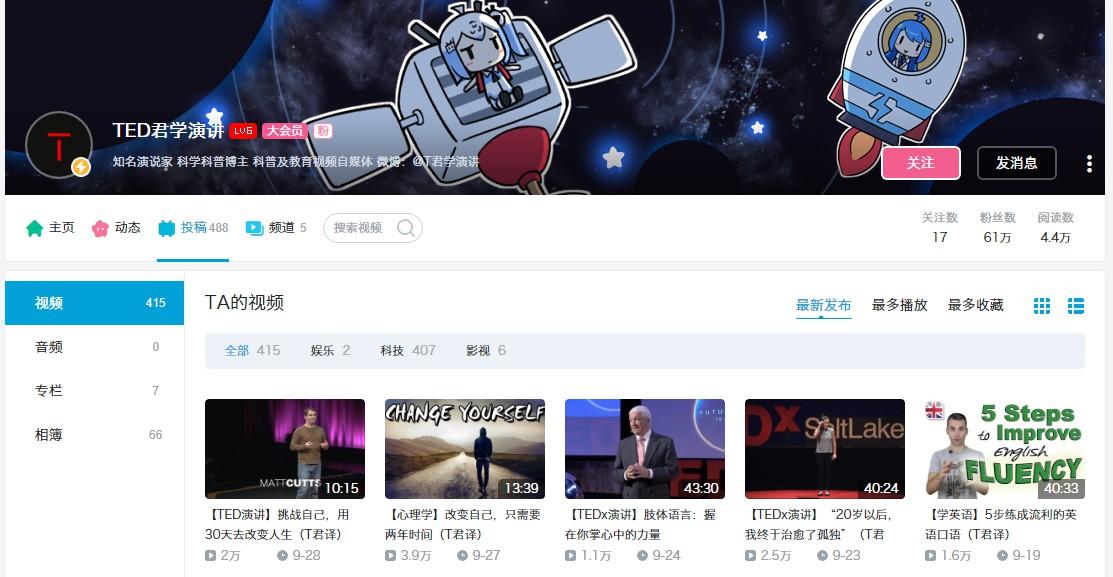 T
TED君学演讲 LV6 大会员 粉
知名演说家 科学科普博主 科普及教育视频自媒体 微博：@T君学演讲
关注 发消息
主页 动态 投稿 488 频道 5 搜索视频
关注数 粉丝数 阅读数
17 61万 4.4万
视频 415
音频 0
专栏 7
相簿 66
TA的视频
最新发布 最多播放 最多收藏
全部 415 娱乐 2 科技 407 影视 6
MATTCUTTS
10:15
CHANGE YOURSELF
13:39
43:30
TEDx SaltLake
40:24
5 Steps
to Improve
english
FLUENCY
40:33
【TED演讲】挑战自己，用
30天去改变人生（T君译）
2万 9-28
【心理学】改变自己，只需要
两年时间（T君译）
3.9万 9-27
【TEDx演讲】肢体语言：握
在你掌心中的力量
1.1万 9-24
【TEDx演讲】“20岁以后，
我终于治愈了孤独”（T君
2.5万 9-23
【学英语】5步练成流利的英
语口语（T君译）
1.6万 9-19